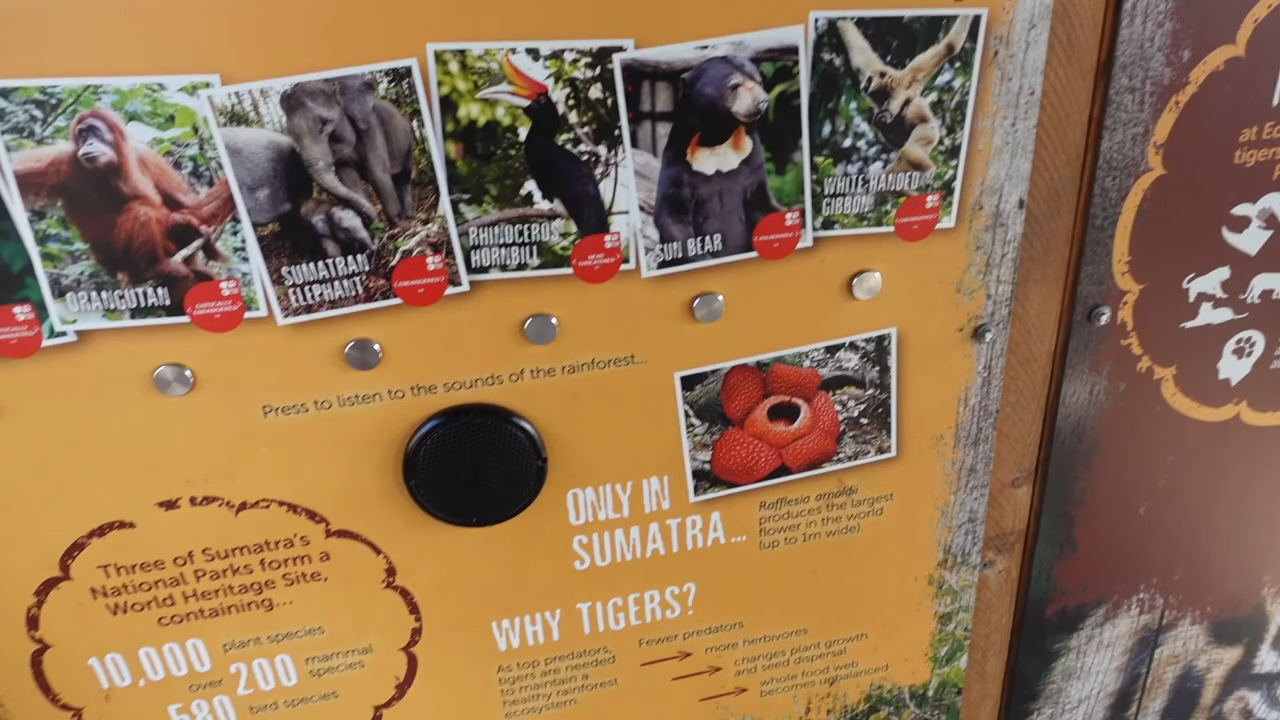 ORANGUTAN
CRITICALLY
ENDANGERED
SUMATRAN
ELEPHANT
RHINOCEROS
HORNBILL
NEAR
THREATENED
SUN BEAR
WHITE-HANDED
GIBBON
ENDANGERED
Press to listen to the sounds of the rainforest...
ONLY IN
SUMATRA...
Rafflesia arnoldii
produces the largest
flower in the world
(up to 1m wide).
Three of Sumatra's
National Parks form a
World Heritage Site,
containing...
10,000 plant species
over 200 mammal
species
580 bird species
WHY TIGERS?
As top predators,
tigers are needed
to maintain a
healthy rainforest
ecosystem.
Fewer predators
more herbivores
changes plant growth
and seed dispersal
whole food web
becomes unbalanced
tigers